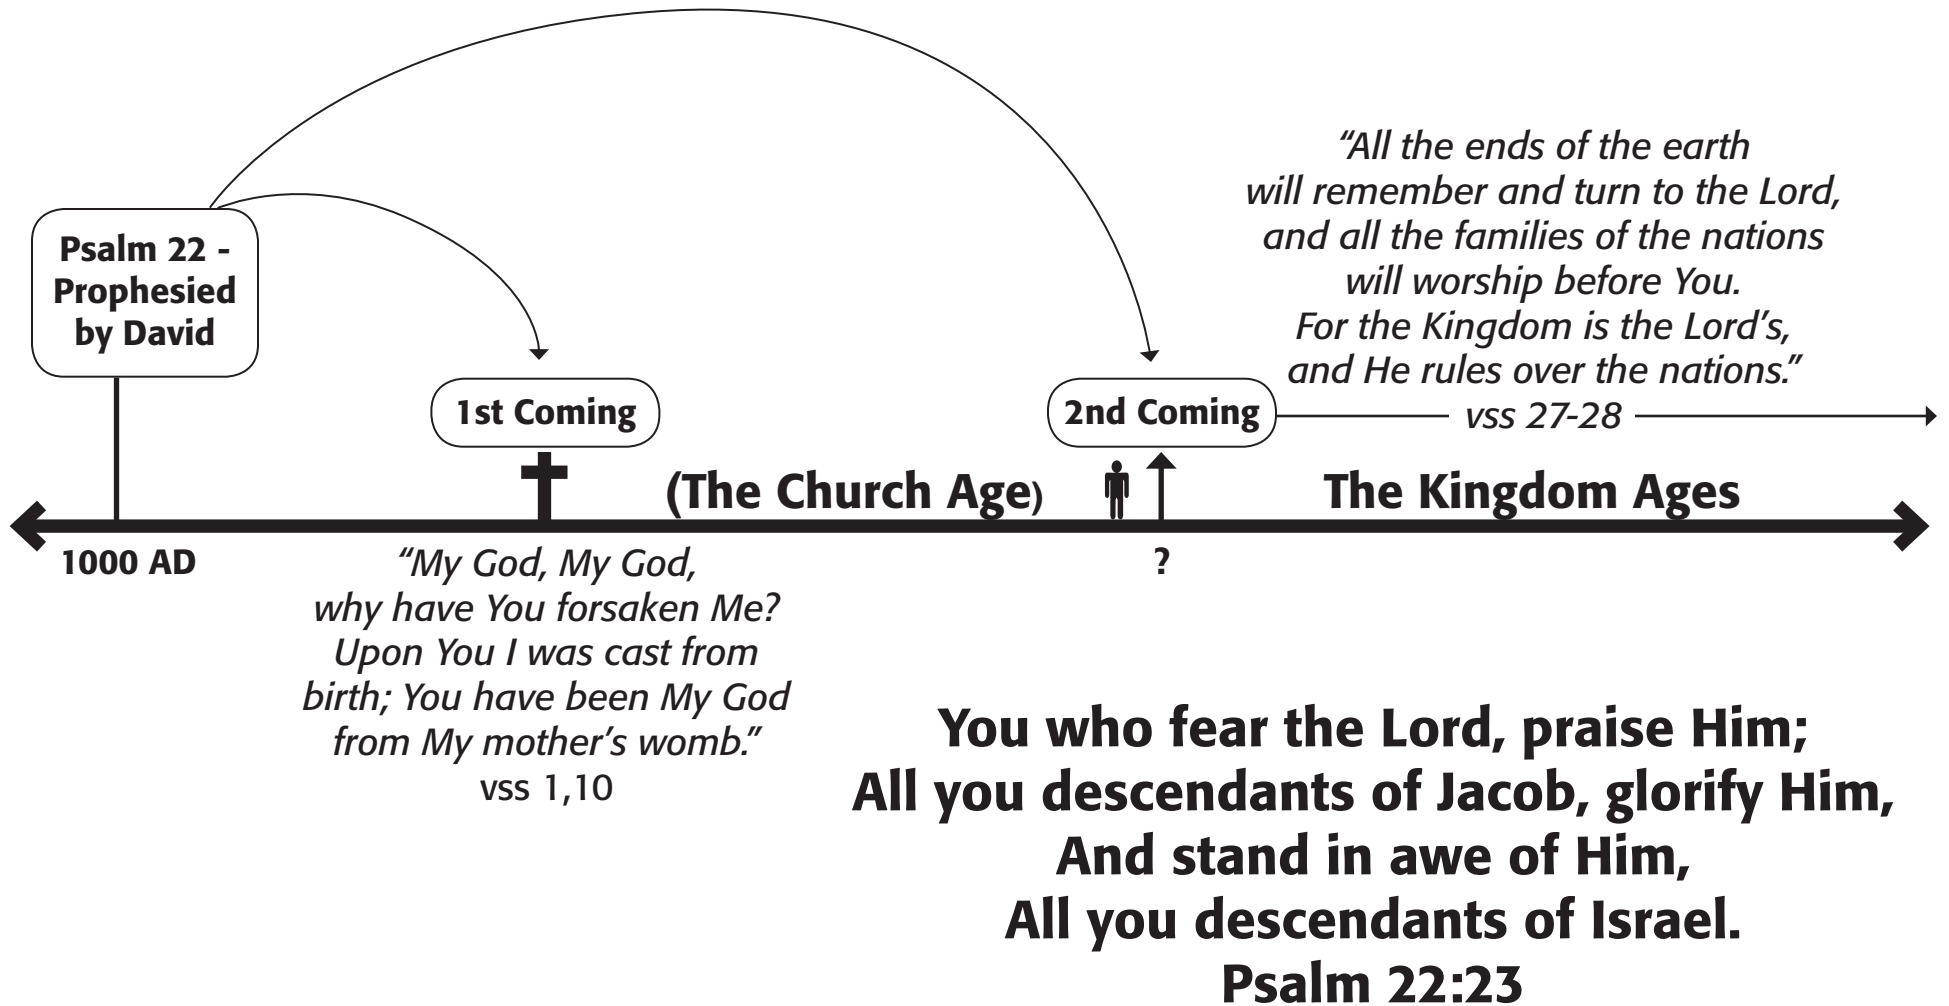 Psalm 22 -
Prophesied
by David
1st Coming
2nd Coming
“All the ends of the earth
will remember and turn to the Lord,
and all the families of the nations
will worship before You.
For the Kingdom is the Lord’s,
and He rules over the nations.”
vss 27-28
(The Church Age)
The Kingdom Ages
1000 AD
“My God, My God,
why have You forsaken Me?
Upon You I was cast from
birth; You have been My God
from My mother’s womb.”
vss 1,10
?
You who fear the Lord, praise Him;
All you descendants of Jacob, glorify Him,
And stand in awe of Him,
All you descendants of Israel.
Psalm 22:23